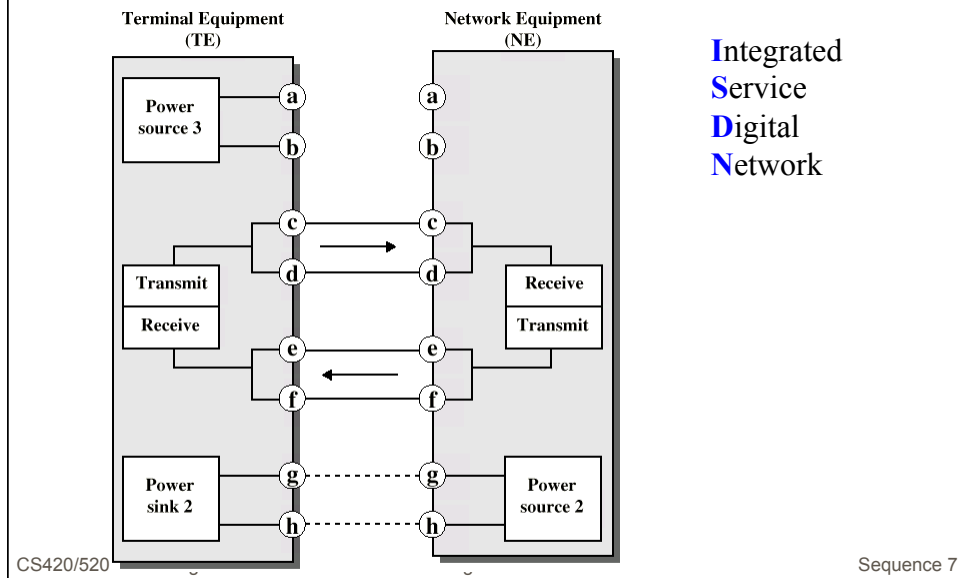 Terminal Equipment
(TE)
Network Equipment
(NE)
Integrated
Service
Digital
Network
Power
source 3
a
b
a
b
c
d
c
d
Transmit
Receive
Receive
Transmit
e
f
e
f
Power
sink 2
g
h
g
h
Power
source 2
CS420/520
Sequence 7